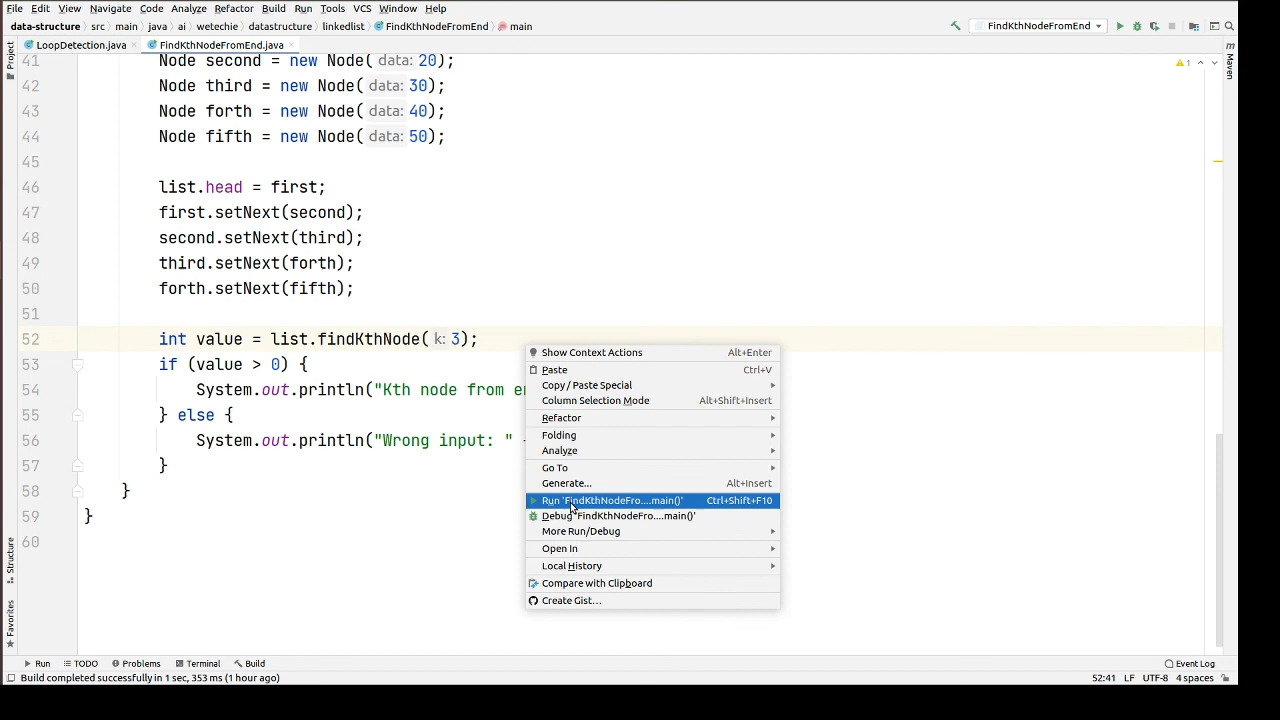 File Edit View Navigate Code Analyze Refactor Build Run Tools VCS Window Help
data-structure src main java ai wetechie datastructure linkedlist FindKthNodeFromEnd main FindKthNodeFromEnd
LoopDetection.java FindKthNodeFromEnd.java
Project
Maven
1
41 Node second = new Node( data: 20);
42 Node third = new Node( data: 30);
43 Node forth = new Node( data: 40);
44 Node fifth = new Node( data: 50);
45
46 list.head = first;
47 first.setNext(second);
48 second.setNext(third);
49 third.setNext(forth);
50 forth.setNext(fifth);
51
52 int value = list.findKthNode( k: 3);
53 if (value > 0) {
54 System.out.println("Kth node from
55 } else {
56 System.out.println("Wrong input: "
57 }
58 }
59 }
60
Show Context Actions Alt+Enter
Paste Ctrl+V
Copy / Paste Special
Column Selection Mode Alt+Shift+Insert
Refactor
Folding
Analyze
Go To
Generate... Alt+Insert
Run 'FindKthNodeFro....main()' Ctrl+Shift+F10
Debug 'FindKthNodeFro....main()'
More Run/Debug
Open In
Local History
Compare with Clipboard
Create Gist...
Structure
Favorites
Run TODO Problems Terminal Build Event Log
Build completed successfully in 1 sec, 353 ms (1 hour ago) 52:41 LF UTF-8 4 spaces